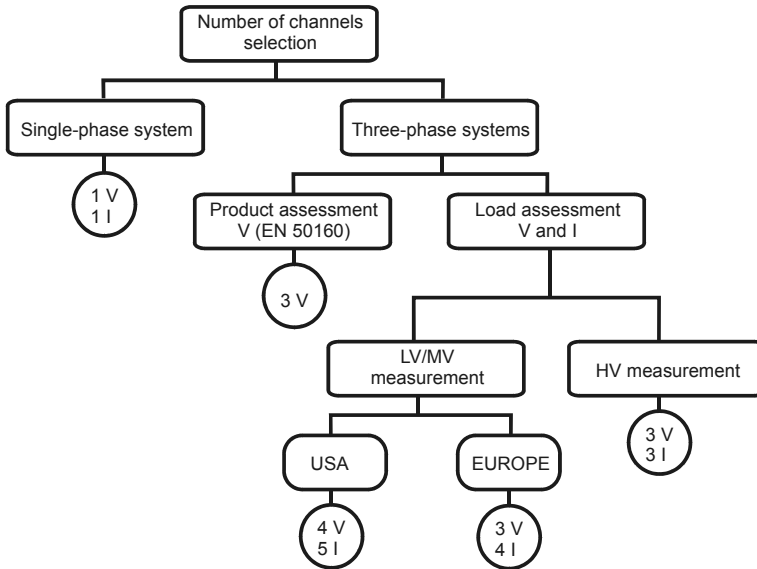 Number of channels
selection
Single-phase system
Three-phase systems
1 V
1 I
Product assessment
V (EN 50160)
Load assessment
V and I
3 V
LV/MV
measurement
HV measurement
3 V
3 I
USA
EUROPE
4 V
5 I
3 V
4 I